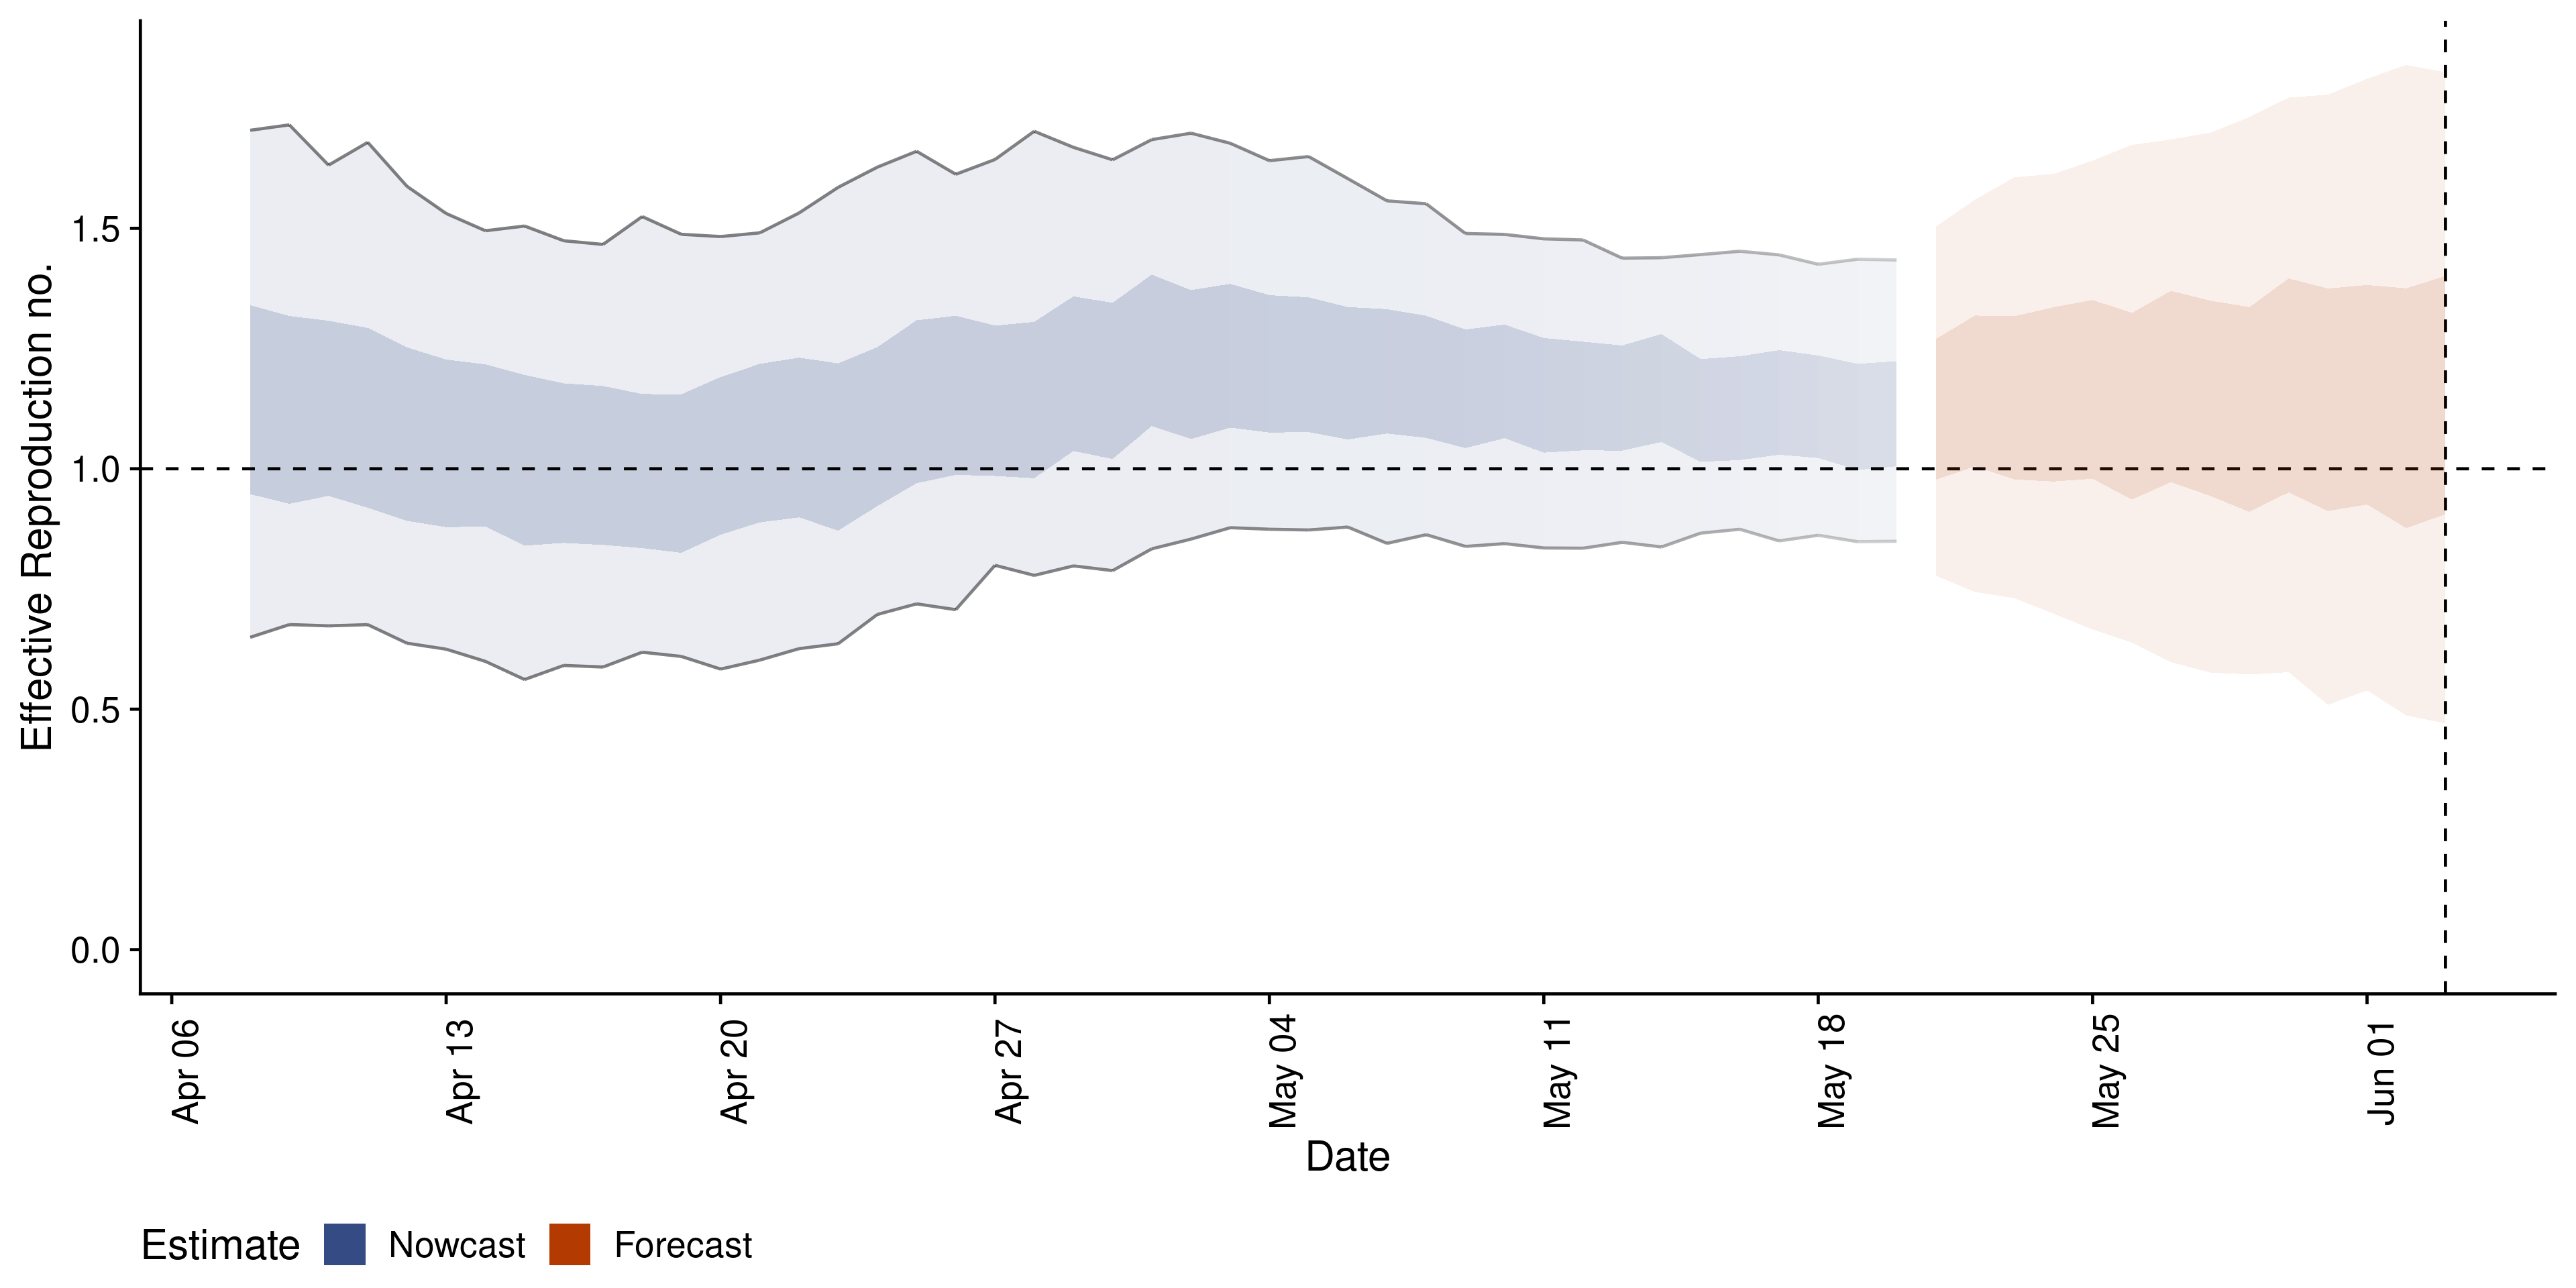 Effective Reproduction no.
1.5
1.0
0.5
0.0
Apr 06
Apr 13
Apr 20
Apr 27
May 04
May 11
May 18
May 25
Jun 01
Date
Estimate Nowcast Forecast